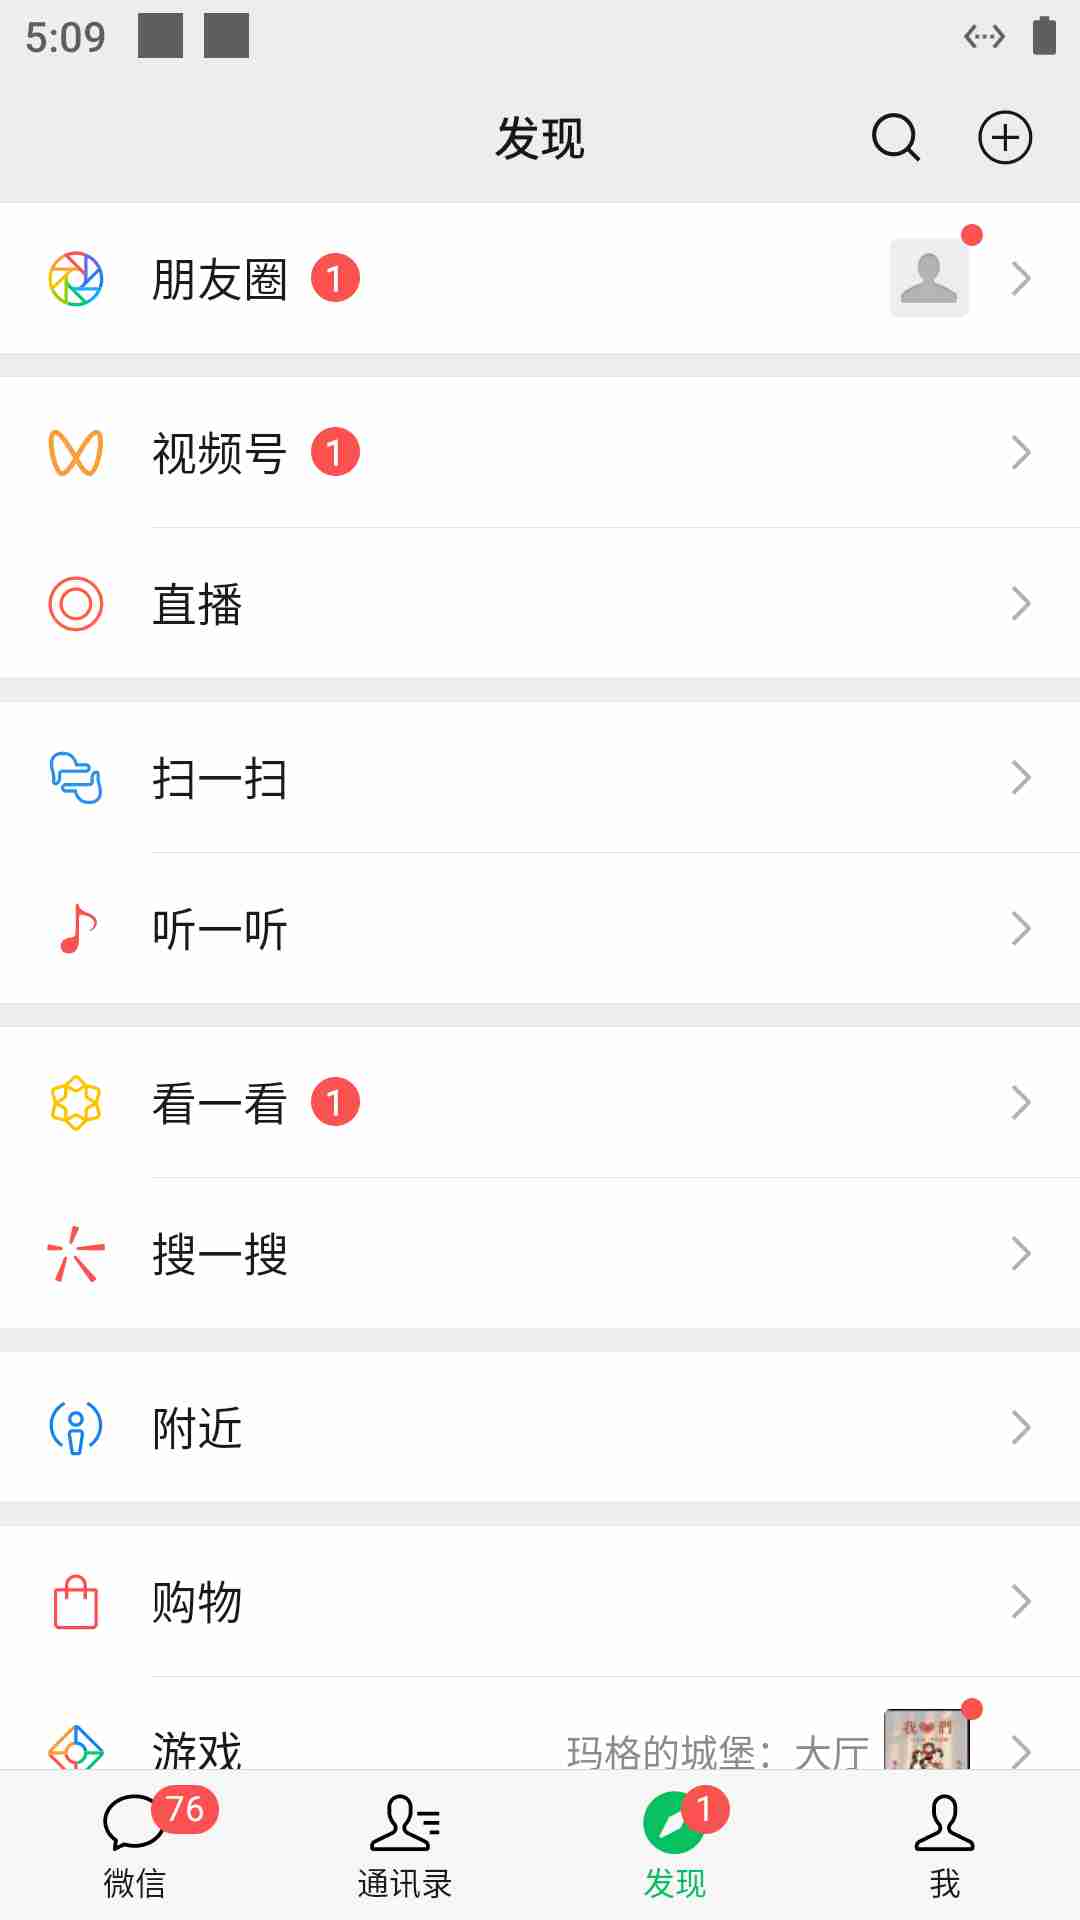 5:09
发现
朋友圈 1
视频号 1
直播
扫一扫
听一听
看一看 1
搜一搜
附近
购物
游戏 玛格的城堡：大厅
我❤們
76 1
微信 通讯录 发现 我